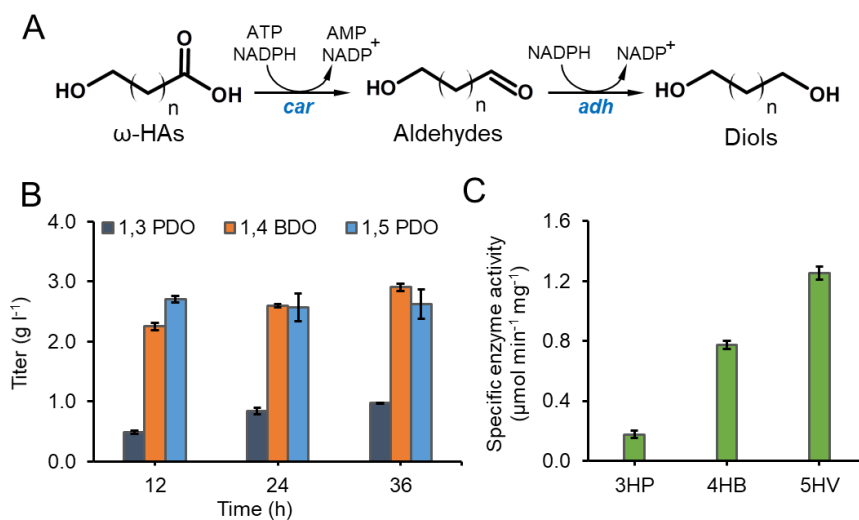 A
ATP
NADPH
AMP
NADP+
NADPH
NADP+
HO
n
O
OH
car
HO
n
O
adh
HO
n
OH
ω-HAs
Aldehydes
Diols
B
Titer (g l-1)
4.0
3.0
2.0
1.0
0.0
1,3 PDO
1,4 BDO
1,5 PDO
12
24
36
Time (h)
C
Specific enzyme activity
(µmol min-1 mg-1)
1.6
1.2
0.8
0.4
0.0
3HP
4HB
5HV